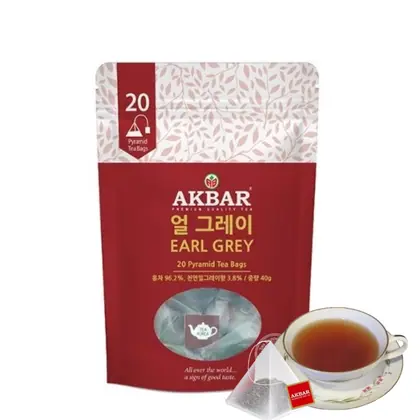 20
Pyramid
Tea Bags
AKBAR
PREMIUM QUALITY TEA
얼 그레이
EARL GREY
20 Pyramid Tea Bags
홍차 96.2%, 천연얼그레이향 3.8% / 중량 40g
All over the world...
a sign of good taste.
AKBAR